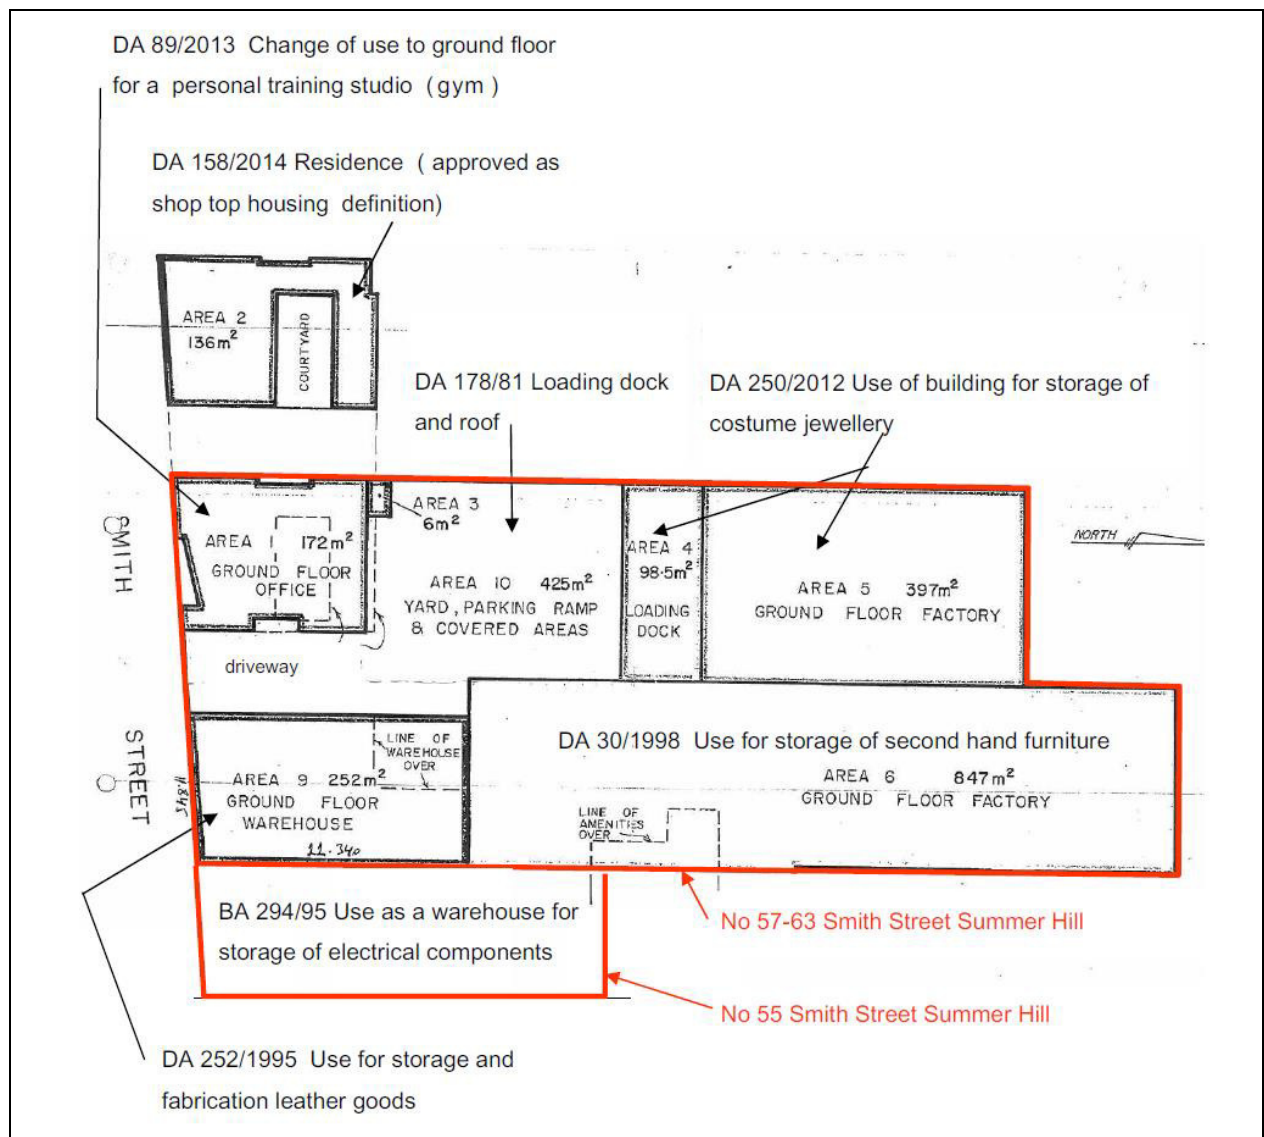 DA 89/2013 Change of use to ground floor
for a personal training studio ( gym )
DA 158/2014 Residence ( approved as
shop top housing definition)
AREA 2
136m²
COURTYARD
DA 178/81 Loading dock
and roof
DA 250/2012 Use of building for storage of
costume jewellery
AREA 3
6m²
AREA 1 172m²
GROUND FLOOR
OFFICE
AREA 10 425m²
YARD, PARKING RAMP
& COVERED AREAS
AREA 4
98·5m²
LOADING
DOCK
AREA 5 397m²
GROUND FLOOR FACTORY
NORTH
SMITH
STREET
driveway
LINE OF
WAREHOUSE
OVER
AREA 9 252m²
GROUND FLOOR
WAREHOUSE
11.340
11.845
DA 30/1998 Use for storage of second hand furniture
AREA 6 847m²
GROUND FLOOR FACTORY
LINE OF
AMENITIES
OVER
BA 294/95 Use as a warehouse for
storage of electrical components
No 57-63 Smith Street Summer Hill
No 55 Smith Street Summer Hill
DA 252/1995 Use for storage and
fabrication leather goods